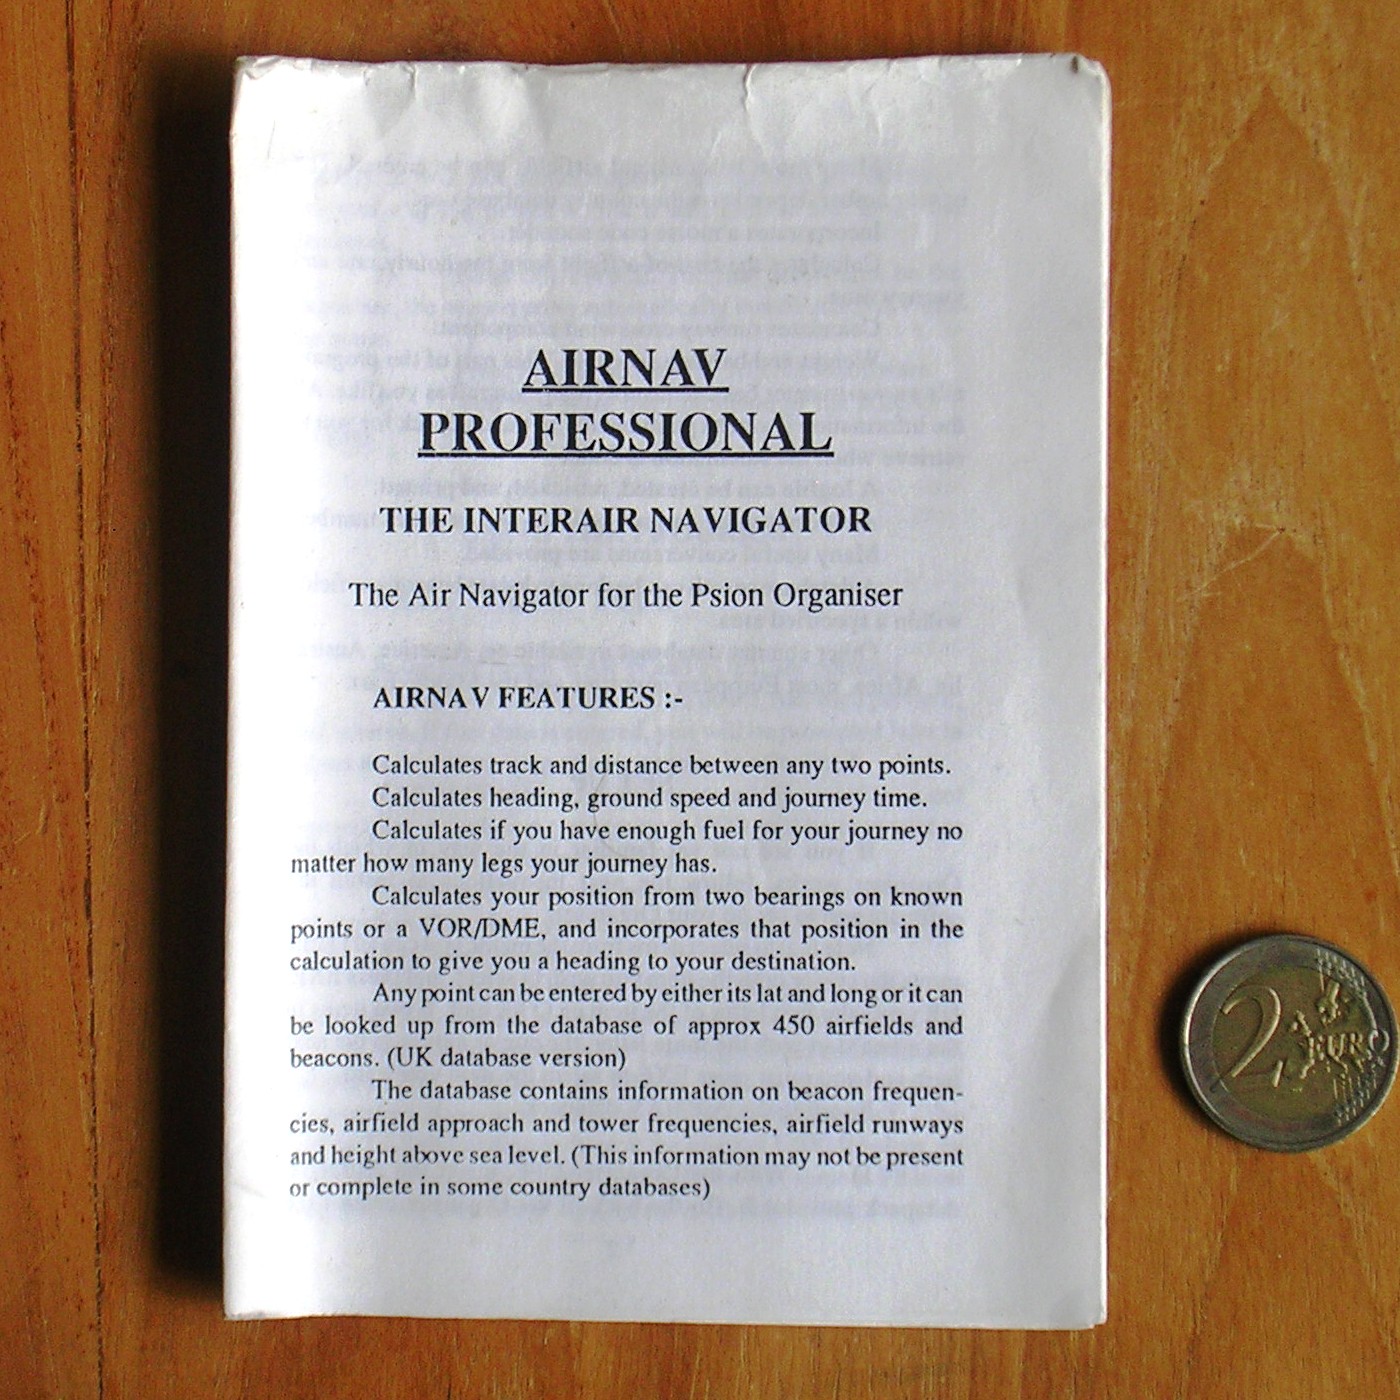 AIRNAV
PROFESSIONAL
THE INTERAIR NAVIGATOR
The Air Navigator for the Psion Organiser
AIRNAV FEATURES :-
Calculates track and distance between any two points.
Calculates heading, ground speed and journey time.
Calculates if you have enough fuel for your journey no
matter how many legs your journey has.
Calculates your position from two bearings on known
points or a VOR/DME, and incorporates that position in the
calculation to give you a heading to your destination.
Any point can be entered by either its lat and long or it can
be looked up from the database of approx 450 airfields and
beacons. (UK database version)
The database contains information on beacon frequen-
cies, airfield approach and tower frequencies, airfield runways
and height above sea level. (This information may not be present
or complete in some country databases)
2 EURO